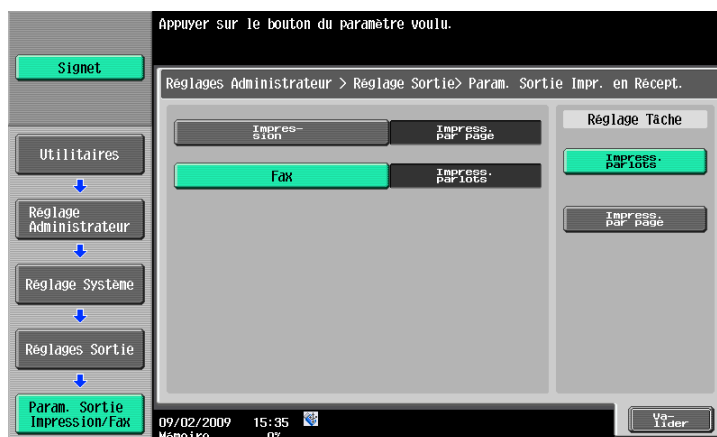 Appuyer sur le bouton du paramètre voulu.
Signet
Réglages Administrateur > Réglage Sortie> Param. Sortie Impr. en Récept.
Utilitaires
Réglage
Administrateur
Réglage Système
Réglages Sortie
Param. Sortie
Impression/Fax
Impres-
sion
Impress.
par page
Fax
Impress.
parlots
Réglage Tâche
Impress.
parlots
Impress.
par page
09/02/2009 15:35
Mémoire 0%
Va-
lider